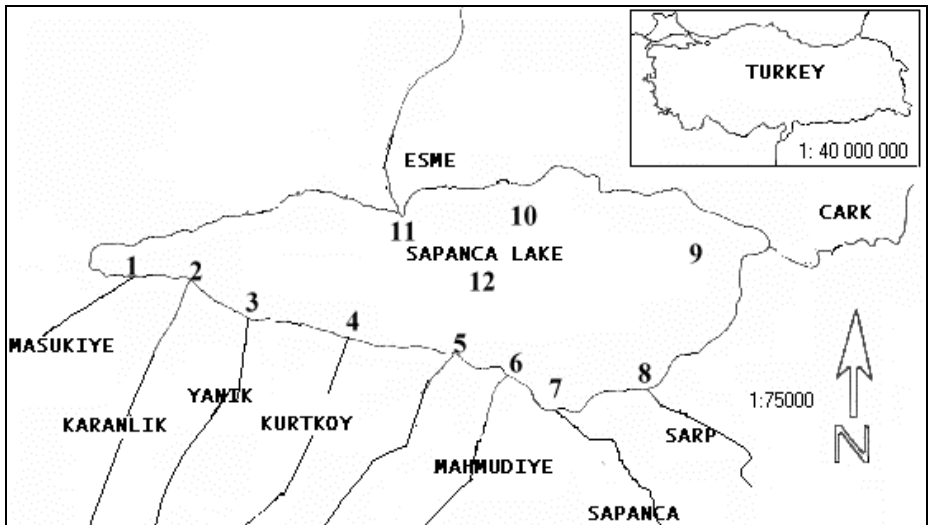 TURKEY
1: 40 000 000
ESME
10
CARK
11
SAPANCA LAKE
9
1
2
12
3
4
MASUKIYE
5
6
8
7
YANIK
1:75000
KARANLIK
KURTKOY
SARP
N
MAHMUDIYE
SAPANCA